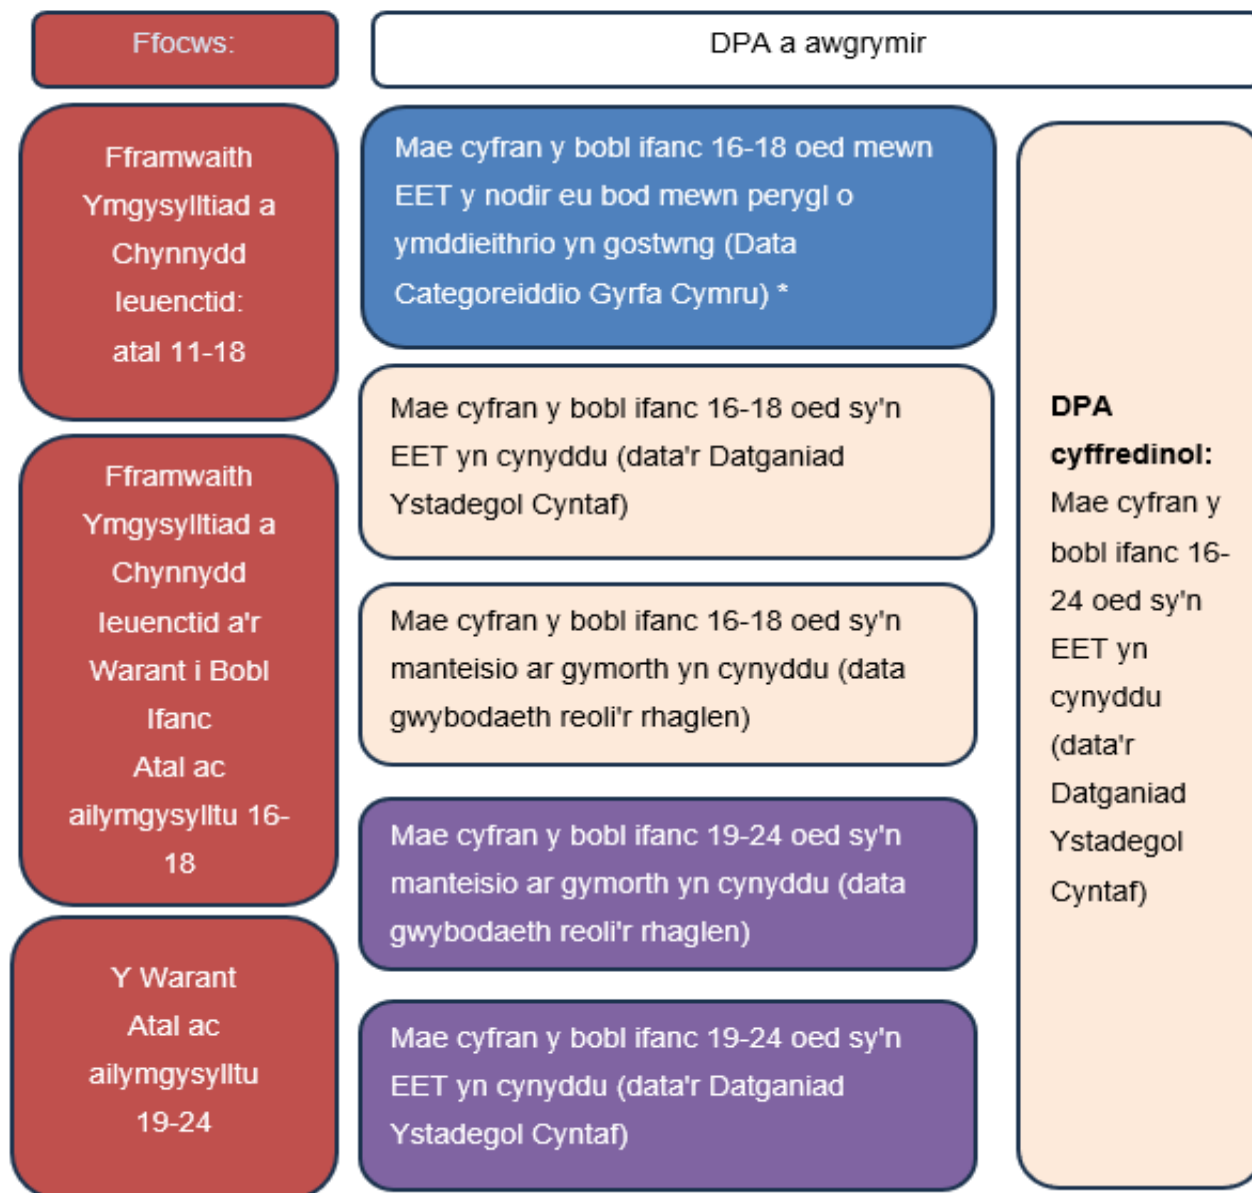 Ffocws:
DPA a awgrymir
Fframwaith
Ymgysylltiad a
Chynnydd
Ieuenctid:
atal 11-18
Mae cyfran y bobl ifanc 16-18 oed mewn
EET y nodir eu bod mewn perygl o
ymddieithrio yn gostwng (Data
Categoreiddio Gyrfa Cymru) *
Mae cyfran y bobl ifanc 16-18 oed sy'n
EET yn cynyddu (data'r Datganiad
Ystadegol Cyntaf)
Fframwaith
Ymgysylltiad a
Chynnydd
Ieuenctid a'r
Warant i Bobl
Ifanc
Atal ac
ailymgysylltu 16-
18
Mae cyfran y bobl ifanc 16-18 oed sy'n
manteisio ar gymorth yn cynyddu (data
gwybodaeth reoli'r rhaglen)
Mae cyfran y bobl ifanc 19-24 oed sy'n
manteisio ar gymorth yn cynyddu (data
gwybodaeth reoli'r rhaglen)
Y Warant
Atal ac
ailymgysylltu
19-24
Mae cyfran y bobl ifanc 19-24 oed sy'n
EET yn cynyddu (data'r Datganiad
Ystadegol Cyntaf)
DPA
cyffredinol:
Mae cyfran y
bobl ifanc 16-
24 oed sy'n
EET yn
cynyddu
(data'r
Datganiad
Ystadegol
Cyntaf)